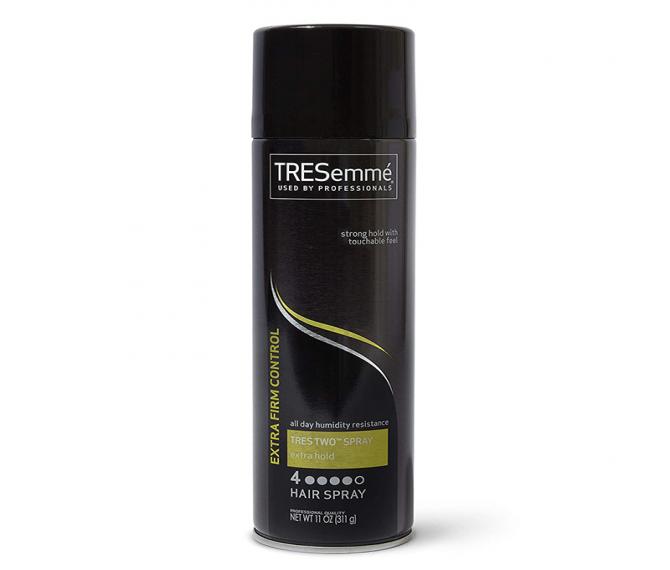 TRESemmé®
USED BY PROFESSIONALS
strong hold with
touchable feel
EXTRA FIRM CONTROL
all day humidity resistance
TRES TWO™ SPRAY
extra hold
4
HAIR SPRAY
PROFESSIONAL QUALITY
NET WT 11 OZ (311 g)